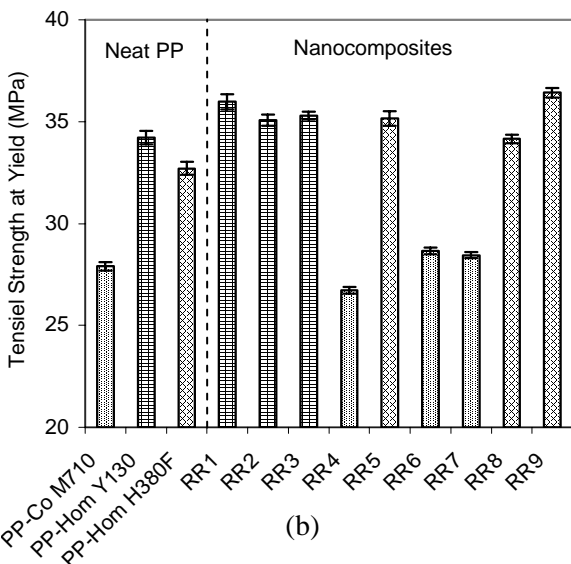 Tensiel Strength at Yield (MPa)
40
35
30
25
20
Neat PP
Nanocomposites
PP-Co M710
PP-Hom Y130
PP-Hom H380F
RR1
RR2
RR3
RR4
RR5
RR6
RR7
RR8
RR9
(b)